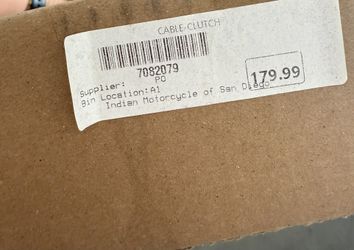 CABLE-CLUTCH
7082079
Supplier: PO
Bin Location:A1
Indian Motorcycle of San Diego
179.99